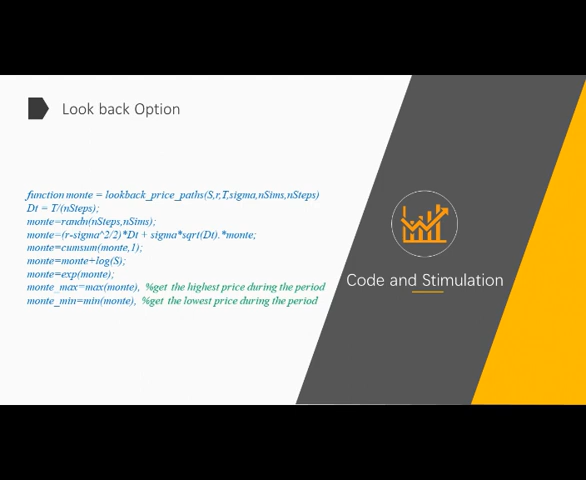 Look back Option
function monte = lookback_price_paths(S,r,T,sigma,nSims,nSteps)
Dt = T/(nSteps);
monte=randn(nSteps,nSims);
monte=(r-sigma^2/2)*Dt + sigma*sqrt(Dt).*monte;
monte=cumsum(monte,1);
monte=monte+log(S);
monte=exp(monte);
monte_max=max(monte), %get the highest price during the period
monte_min=min(monte), %get the lowest price during the period
Code and Stimulation